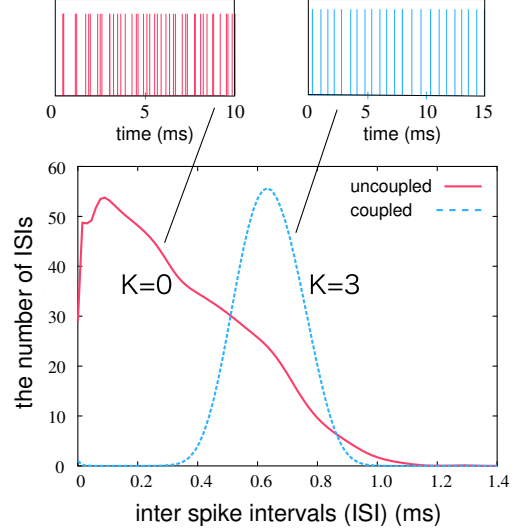 0 5 10
time (ms)
0 5 10 15
time (ms)
60
50
40
30
20
10
0
the number of ISIs
uncoupled
coupled
K=0
K=3
0 0.2 0.4 0.6 0.8 1.0 1.2 1.4
inter spike intervals (ISI) (ms)